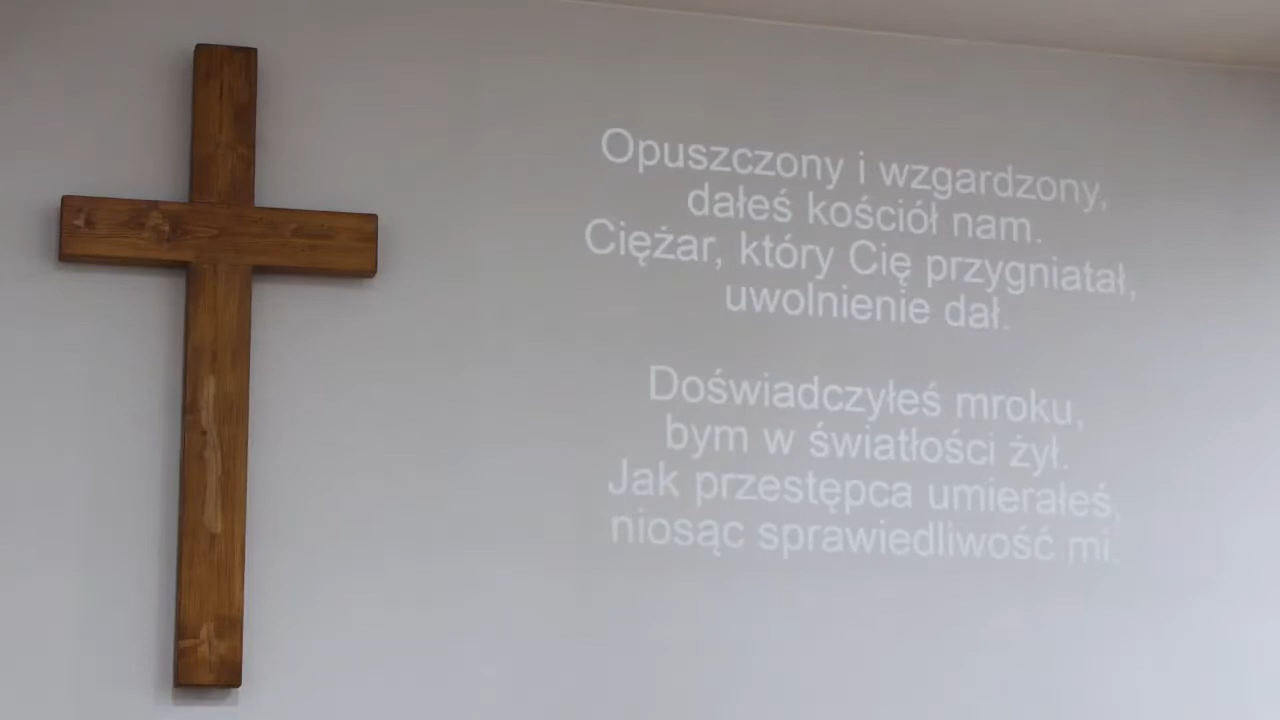 Opuszczony i wzgardzony,
dałeś kościół nam.
Ciężar, który Cię przygniatał,
uwolnienie dał.
Doświadczyłeś mroku,
bym w światłości żył.
Jak przestępca umierałeś,
niosąc sprawiedliwość mi.